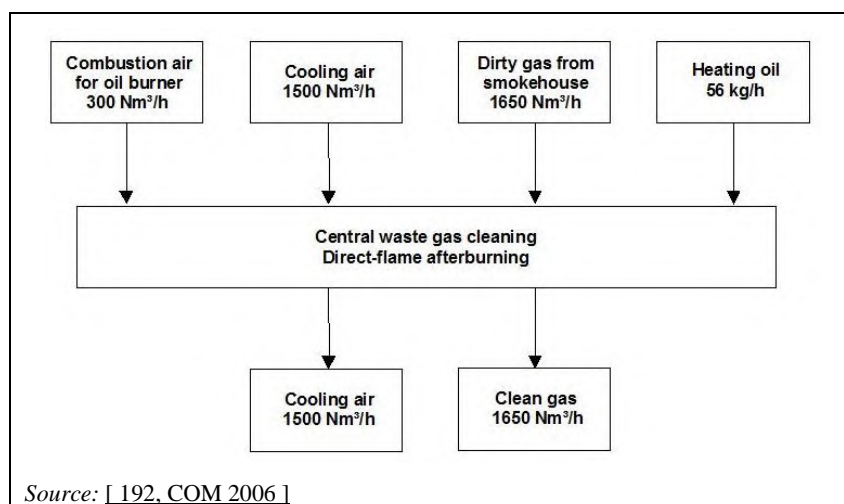 Combustion air
for oil burner
300 Nm³/h
Cooling air
1500 Nm³/h
Dirty gas from
smokehouse
1650 Nm³/h
Heating oil
56 kg/h
Central waste gas cleaning
Direct-flame afterburning
Cooling air
1500 Nm³/h
Clean gas
1650 Nm³/h
Source: [ 192, COM 2006 ]